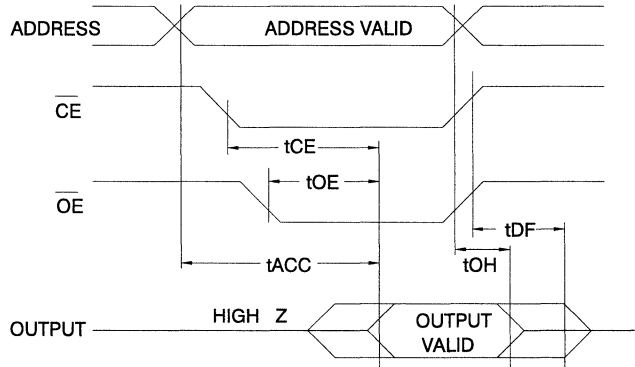 ADDRESS
ADDRESS VALID
CE
tCE
tOE
OE
tDF
tACC
tOH
HIGH Z
OUTPUT
OUTPUT
VALID